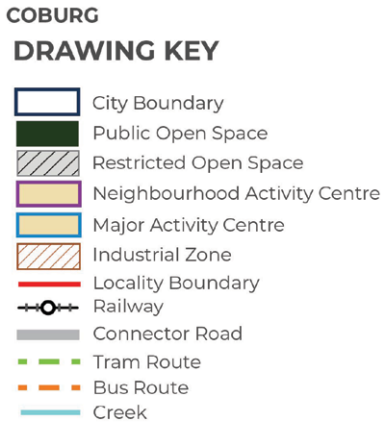 COBURG
DRAWING KEY
City Boundary
Public Open Space
Restricted Open Space
Neighbourhood Activity Centre
Major Activity Centre
Industrial Zone
Locality Boundary
Railway
Connector Road
Tram Route
Bus Route
Creek